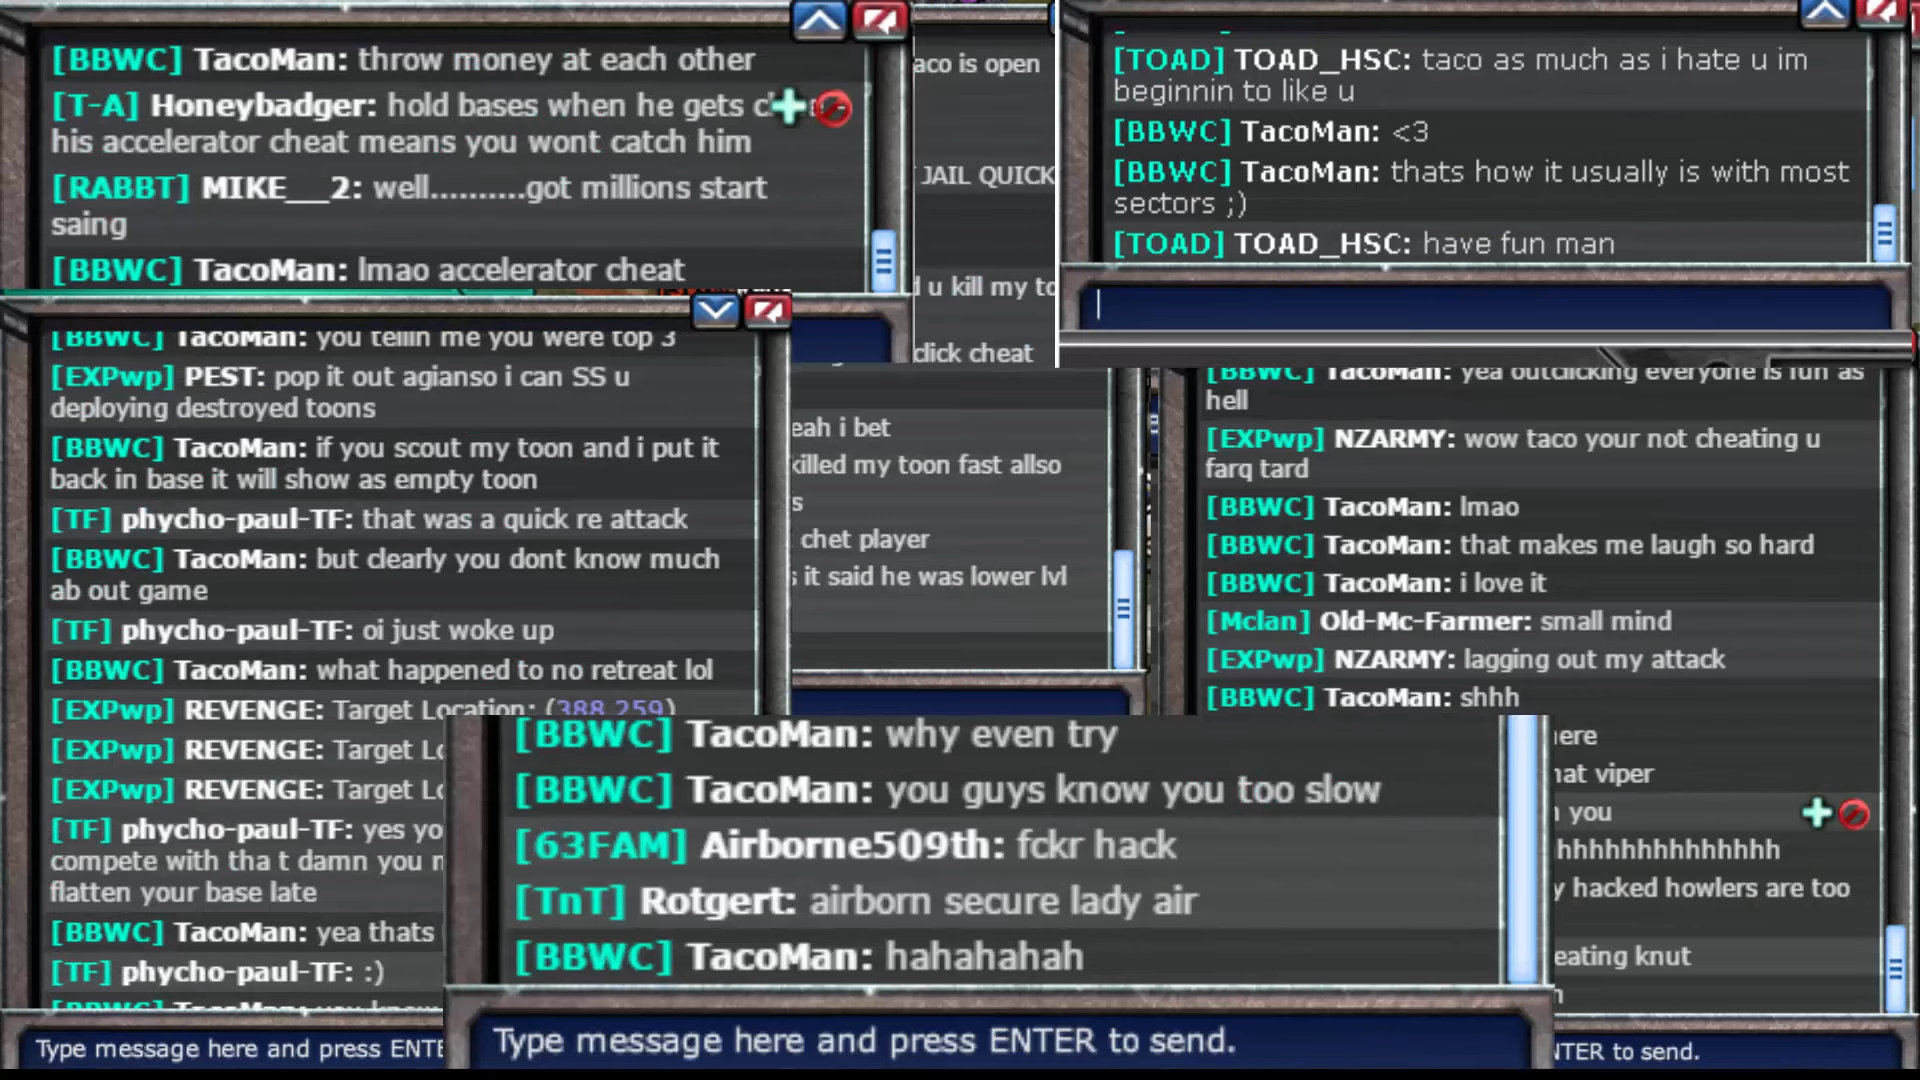 [BBWC] TacoMan: throw money at each other
[T-A] Honeybadger: hold bases when he gets
his accelerator cheat means you wont catch him
[RABBT] MIKE__2: well..........got millions start
saing
[BBWC] TacoMan: lmao accelerator cheat
aco is open
JAIL QUICK
u kill my to
click cheat
[TOAD] TOAD_HSC: taco as much as i hate u im
beginnin to like u
[BBWC] TacoMan: <3
[BBWC] TacoMan: thats how it usually is with most
sectors ;)
[TOAD] TOAD_HSC: have fun man
[BBWC] TacoMan: you tellin me you were top 3
[EXPwp] PEST: pop it out agianso i can SS u
deploying destroyed toons
[BBWC] TacoMan: if you scout my toon and i put it
back in base it will show as empty toon
[TF] phycho-paul-TF: that was a quick re attack
[BBWC] TacoMan: but clearly you dont know much
ab out game
[TF] phycho-paul-TF: oi just woke up
[BBWC] TacoMan: what happened to no retreat lol
[EXPwp] REVENGE: Target Location: (388,259)
[EXPwp] REVENGE: Target Lo
[EXPwp] REVENGE: Target Lo
[TF] phycho-paul-TF: yes yo
compete with tha t damn you
flatten your base late
[BBWC] TacoMan: yea thats
[TF] phycho-paul-TF: :)
[BBWC] TacoMan: you know
Type message here and press ENTE
eah i bet
killed my toon fast allso
s
chet player
s it said he was lower lvl
[BBWC] TacoMan: yea outclicking everyone is fun as
hell
[EXPwp] NZARMY: wow taco your not cheating u
farq tard
[BBWC] TacoMan: lmao
[BBWC] TacoMan: that makes me laugh so hard
[BBWC] TacoMan: i love it
[Mclan] Old-Mc-Farmer: small mind
[EXPwp] NZARMY: lagging out my attack
[BBWC] TacoMan: shhh
[BBWC] TacoMan: why even try
[BBWC] TacoMan: you guys know you too slow
[63FAM] Airborne509th: fckr hack
[TnT] Rotgert: airborn secure lady air
[BBWC] TacoMan: hahahahah
Type message here and press ENTER to send.
ere
hat viper
you
hhhhhhhhhhhhhhh
y hacked howlers are too
eating knut
NTER to send.